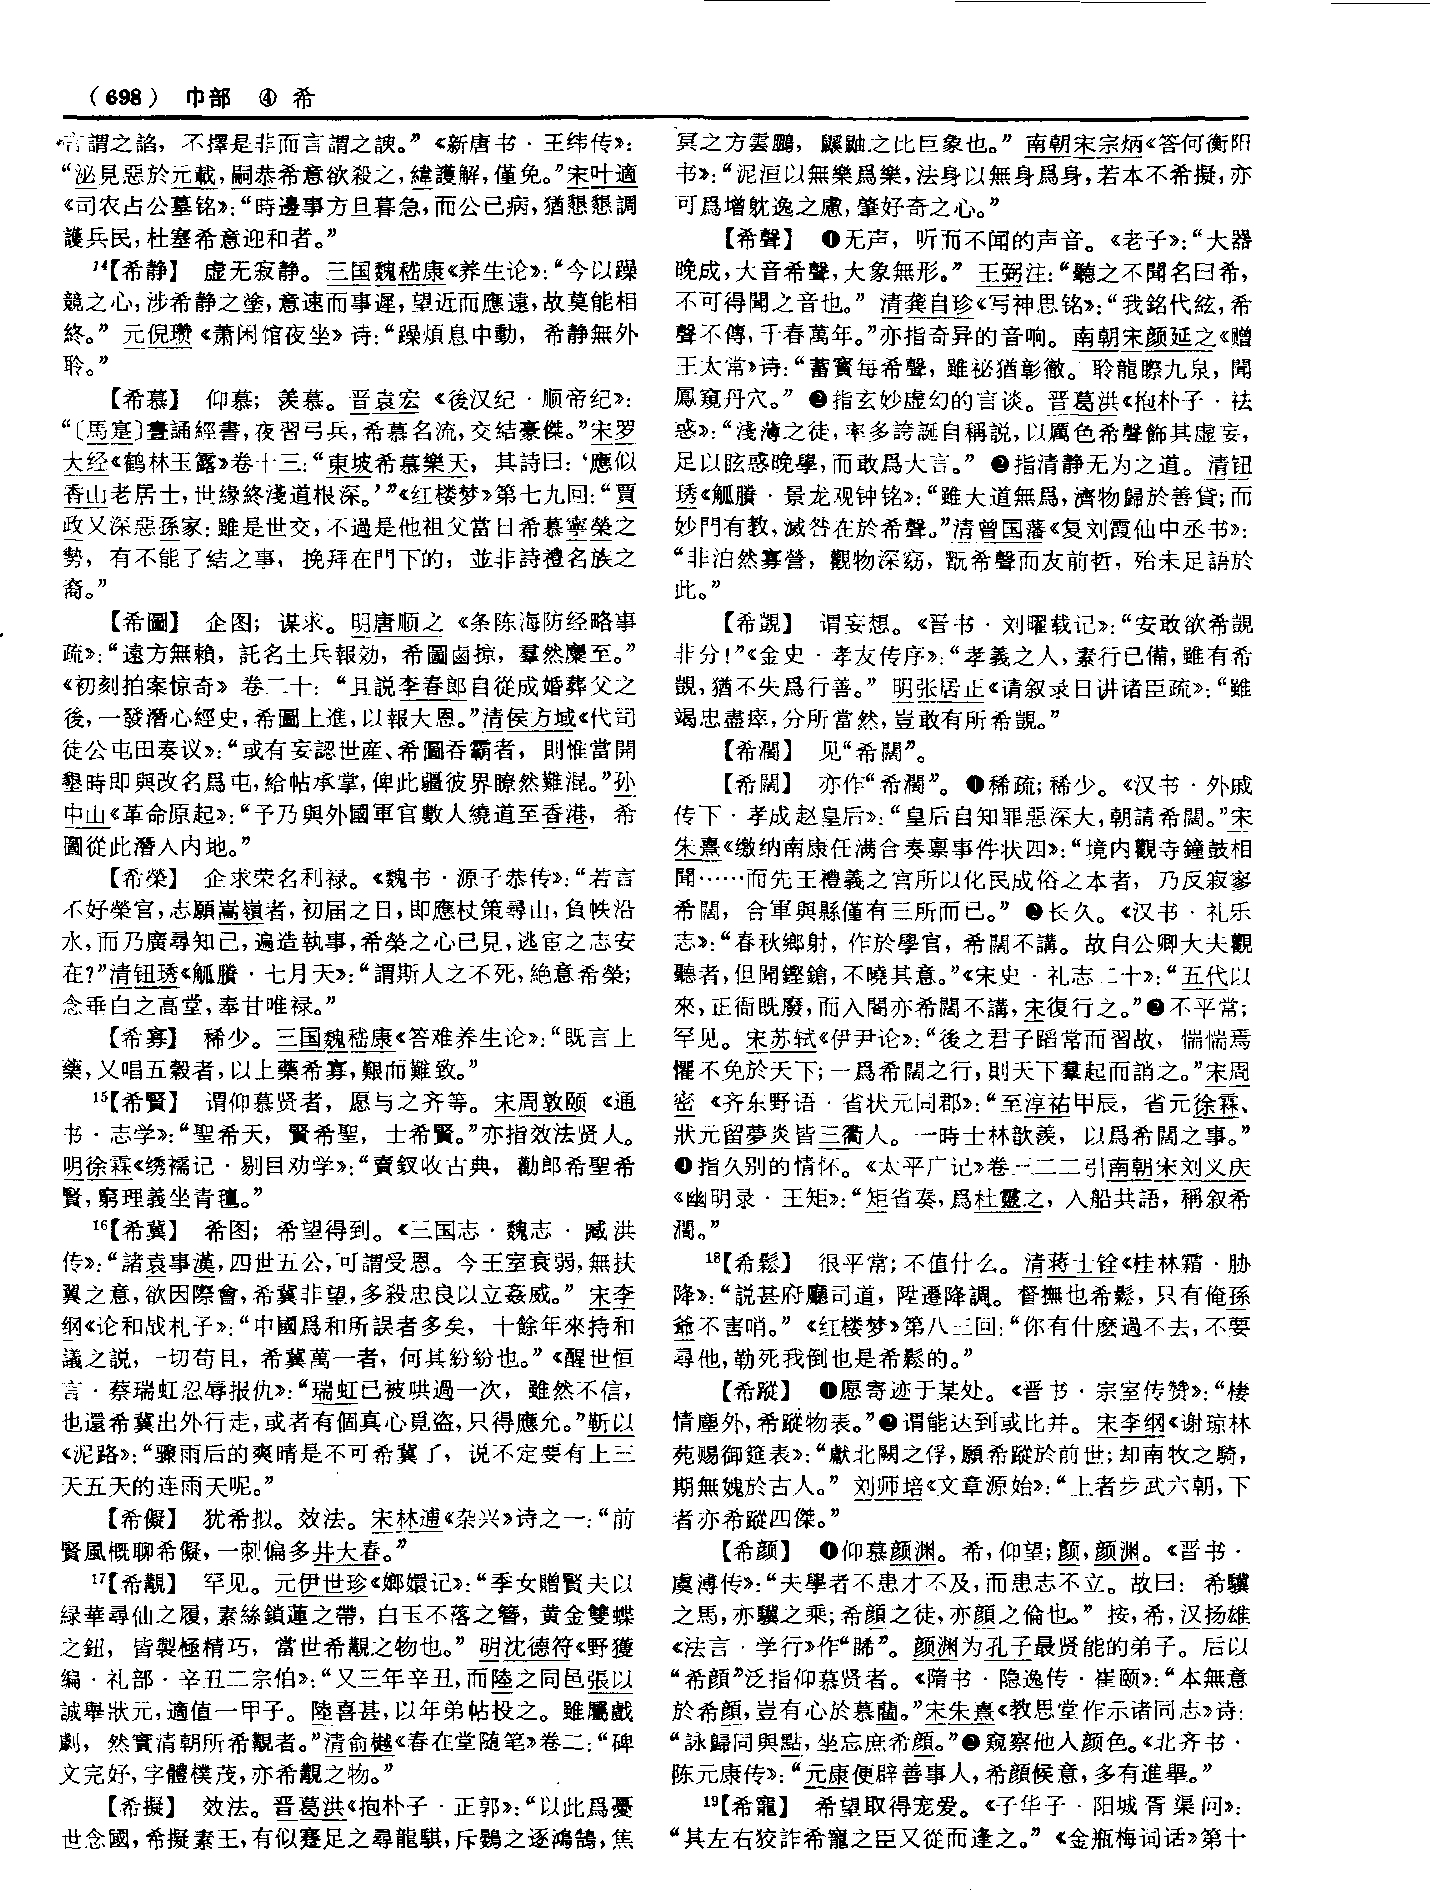 （698） 巾部 ④ 希
言謂之諂，不擇是非而言謂之諛。”《新唐书·王纬传》：
“泌見惡於元載，嗣恭希意欲殺之，緯護解，僅免。”宋叶適
《司农占公墓铭》：“時邊事方旦暮急，而公已病，猶懇懇調
護兵民，杜塞希意迎和者。”
¹⁴【希静】 虚无寂静。三国魏嵇康《养生论》：“今以躁
競之心，涉希静之塗，意速而事遲，望近而應遠，故莫能相
終。” 元倪瓒《萧闲馆夜坐》诗：“躁煩息中動，希静無外
聆。”
【希慕】 仰慕；羡慕。晋袁宏《後汉纪·顺帝纪》：
“〔馬寔〕晝誦經書，夜習弓兵，希慕名流，交結豪傑。”宋罗
大经《鹤林玉露》卷十三：“東坡希慕樂天，其詩曰：‘應似
香山老居士，世緣終淺道根深。’”《红楼梦》第七九回：“賈
政又深惡孫家：雖是世交，不過是他祖父當日希慕寧榮之
勢，有不能了結之事，挽拜在門下的，並非詩禮名族之
裔。”
【希圖】 企图；谋求。明唐顺之《条陈海防经略事
疏》：“遠方無賴，託名土兵報効，希圖鹵掠，羣然麇至。”
《初刻拍案惊奇》卷二十：“且説李春郎自從成婚葬父之
後，一發潛心經史，希圖上進，以報大恩。”清侯方域《代司
徒公屯田奏议》：“或有妄認世産、希圖吞霸者，則惟當開
墾時即與改名爲屯，給帖承掌，俾此疆彼界瞭然難混。”孙
中山《革命原起》：“予乃與外國軍官數人繞道至香港，希
圖從此潛入内地。”
【希榮】 企求荣名利禄。《魏书·源子恭传》：“若言
不好榮官，志願嵩嶺者，初届之日，即應杖策尋山，負帙沿
水，而乃廣尋知己，遍造執事，希榮之心已見，逃宦之志安
在？”清钮琇《觚賸·七月天》：“謂斯人之不死，絶意希榮；
念垂白之高堂，奉甘唯禄。”
【希寡】 稀少。三国魏嵇康《答难养生论》：“既言上
藥，又唱五穀者，以上藥希寡，艱而難致。”
¹⁵【希賢】 谓仰慕贤者，愿与之齐等。宋周敦颐《通
书·志学》：“聖希天，賢希聖，士希賢。”亦指效法贤人。
明徐霖《绣襦记·剔目劝学》：“賣釵收古典，勸郎希聖希
賢，窮理義坐青氊。”
¹⁶【希冀】 希图；希望得到。《三国志·魏志·臧洪
传》：“諸袁事漢，四世五公，可謂受恩。今王室衰弱，無扶
翼之意，欲因際會，希冀非望，多殺忠良以立姦威。” 宋李
纲《论和战札子》：“中國爲和所誤者多矣，十餘年來持和
議之説，一切苟且，希冀萬一者，何其紛紛也。”《醒世恒
言·蔡瑞虹忍辱报仇》：“瑞虹已被哄過一次，雖然不信，
也還希冀出外行走，或者有個真心覓盗，只得應允。”靳以
《泥路》：“骤雨后的爽晴是不可希冀了，说不定要有上三
天五天的连雨天呢。”
【希儗】 犹希拟。效法。宋林逋《杂兴》诗之一：“前
賢風概聊希儗，一刺偏多井大春。”
¹⁷【希覯】 罕见。元伊世珍《嫏嬛记》：“季女贈賢夫以
緑華尋仙之履，素絲鎖蓮之帶，白玉不落之簪，黄金雙蝶
之鈕，皆製極精巧，當世希覯之物也。” 明沈德符《野獲
编·礼部·辛丑二宗伯》：“又三年辛丑，而陸之同邑張以
誠舉狀元，適值一甲子。陸喜甚，以年弟帖投之。雖屬戲
劇，然實清朝所希覯者。”清俞樾《春在堂随笔》卷二：“碑
文完好，字體樸茂，亦希覯之物。”
【希擬】 效法。晋葛洪《抱朴子·正郭》：“以此爲憂
世念國，希擬素王，有似蹇足之尋龍騏，斥鷃之逐鴻鵠，焦
冥之方雲鵬，鼷鼬之比巨象也。” 南朝宋宗炳《答何衡阳
书》：“泥洹以無樂爲樂，法身以無身爲身，若本不希擬，亦
可爲增躭逸之慮，肇好奇之心。”
【希聲】 ❶无声，听而不闻的声音。《老子》：“大器
晚成，大音希聲，大象無形。” 王弼注：“聽之不聞名曰希，
不可得聞之音也。” 清龚自珍《写神思铭》：“我銘代絃，希
聲不傳，千春萬年。”亦指奇异的音响。南朝宋颜延之《赠
王太常》诗：“蓄寳每希聲，雖祕猶彰徹。聆龍𥊍九泉，聞
鳳窺丹穴。” ❷指玄妙虚幻的言谈。晋葛洪《抱朴子·祛
惑》：“淺薄之徒，率多誇誕自稱説，以厲色希聲飾其虚妄，
足以眩惑晚學，而敢爲大言。” ❸指清静无为之道。清钮
琇《觚賸·景龙观钟铭》：“雖大道無爲，濟物歸於善貸；而
妙門有教，滅咎在於希聲。”清曾国藩《复刘霞仙中丞书》：
“非泊然寡營，觀物深窈，翫希聲而友前哲，殆未足語於
此。”
【希覬】 谓妄想。《晋书·刘曜载记》：“安敢欲希覬
非分！”《金史·孝友传序》：“孝義之人，素行已備，雖有希
覬，猶不失爲行善。” 明张居正《请叙录日讲诸臣疏》：“雖
竭忠盡瘁，分所當然，豈敢有所希覬。”
【希濶】 见“希闊”。
【希闊】 亦作“希濶”。❶稀疏；稀少。《汉书·外戚
传下·孝成赵皇后》：“皇后自知罪惡深大，朝請希闊。”宋
朱熹《缴纳南康任满合奏禀事件状四》：“境内觀寺鐘鼓相
聞……而先王禮義之宫所以化民成俗之本者，乃反寂寥
希闊，合軍與縣僅有三所而已。” ❷长久。《汉书·礼乐
志》：“春秋鄉射，作於學官，希闊不講。故自公卿大夫觀
聽者，但聞鏗鎗，不曉其意。”《宋史·礼志二十》：“五代以
來，正衙既廢，而入閤亦希闊不講，宋復行之。”❸不平常；
罕见。宋苏轼《伊尹论》：“後之君子蹈常而習故，惴惴焉
懼不免於天下；一爲希闊之行，則天下羣起而誚之。”宋周
密《齐东野语·省状元同郡》：“至淳祐甲辰，省元徐霖、
狀元留夢炎皆三衢人。一時士林歆羨，以爲希闊之事。”
❹指久别的情怀。《太平广记》卷三二二引南朝宋刘义庆
《幽明录·王矩》：“矩省奏，爲杜靈之，入船共語，稱叙希
濶。”
¹⁸【希鬆】 很平常；不值什么。清蒋士铨《桂林霜·胁
降》：“説甚府廳司道，陞遷降調。督撫也希鬆，只有俺孫
爺不害哨。”《红楼梦》第八三回：“你有什麽過不去，不要
尋他，勒死我倒也是希鬆的。”
【希蹤】 ❶愿寄迹于某处。《晋书·宗室传赞》：“棲
情塵外，希蹤物表。”❷谓能达到或比并。宋李纲《谢琼林
苑赐御筵表》：“獻北闕之俘，願希蹤於前世；却南牧之騎，
期無媿於古人。” 刘师培《文章源始》：“上者步武六朝，下
者亦希蹤四傑。”
【希颜】 ❶仰慕颜渊。希，仰望；颜，颜渊。《晋书·
虞溥传》：“夫學者不患才不及，而患志不立。故曰：希驥
之馬，亦驥之乘；希顔之徒，亦顔之倫也。” 按，希，汉扬雄
《法言·学行》作“睎”。颜渊为孔子最贤能的弟子。后以
“希顔”泛指仰慕贤者。《隋书·隐逸传·崔颐》：“本無意
於希顔，豈有心於慕藺。”宋朱熹《教思堂作示诸同志》诗：
“詠歸同與點，坐忘庶希顔。”❷窥察他人颜色。《北齐书·
陈元康传》：“元康便辟善事人，希顔候意，多有進舉。”
¹⁹【希寵】 希望取得宠爱。《子华子·阳城胥渠问》：
“其左右狡詐希寵之臣又從而逢之。”《金瓶梅词话》第十